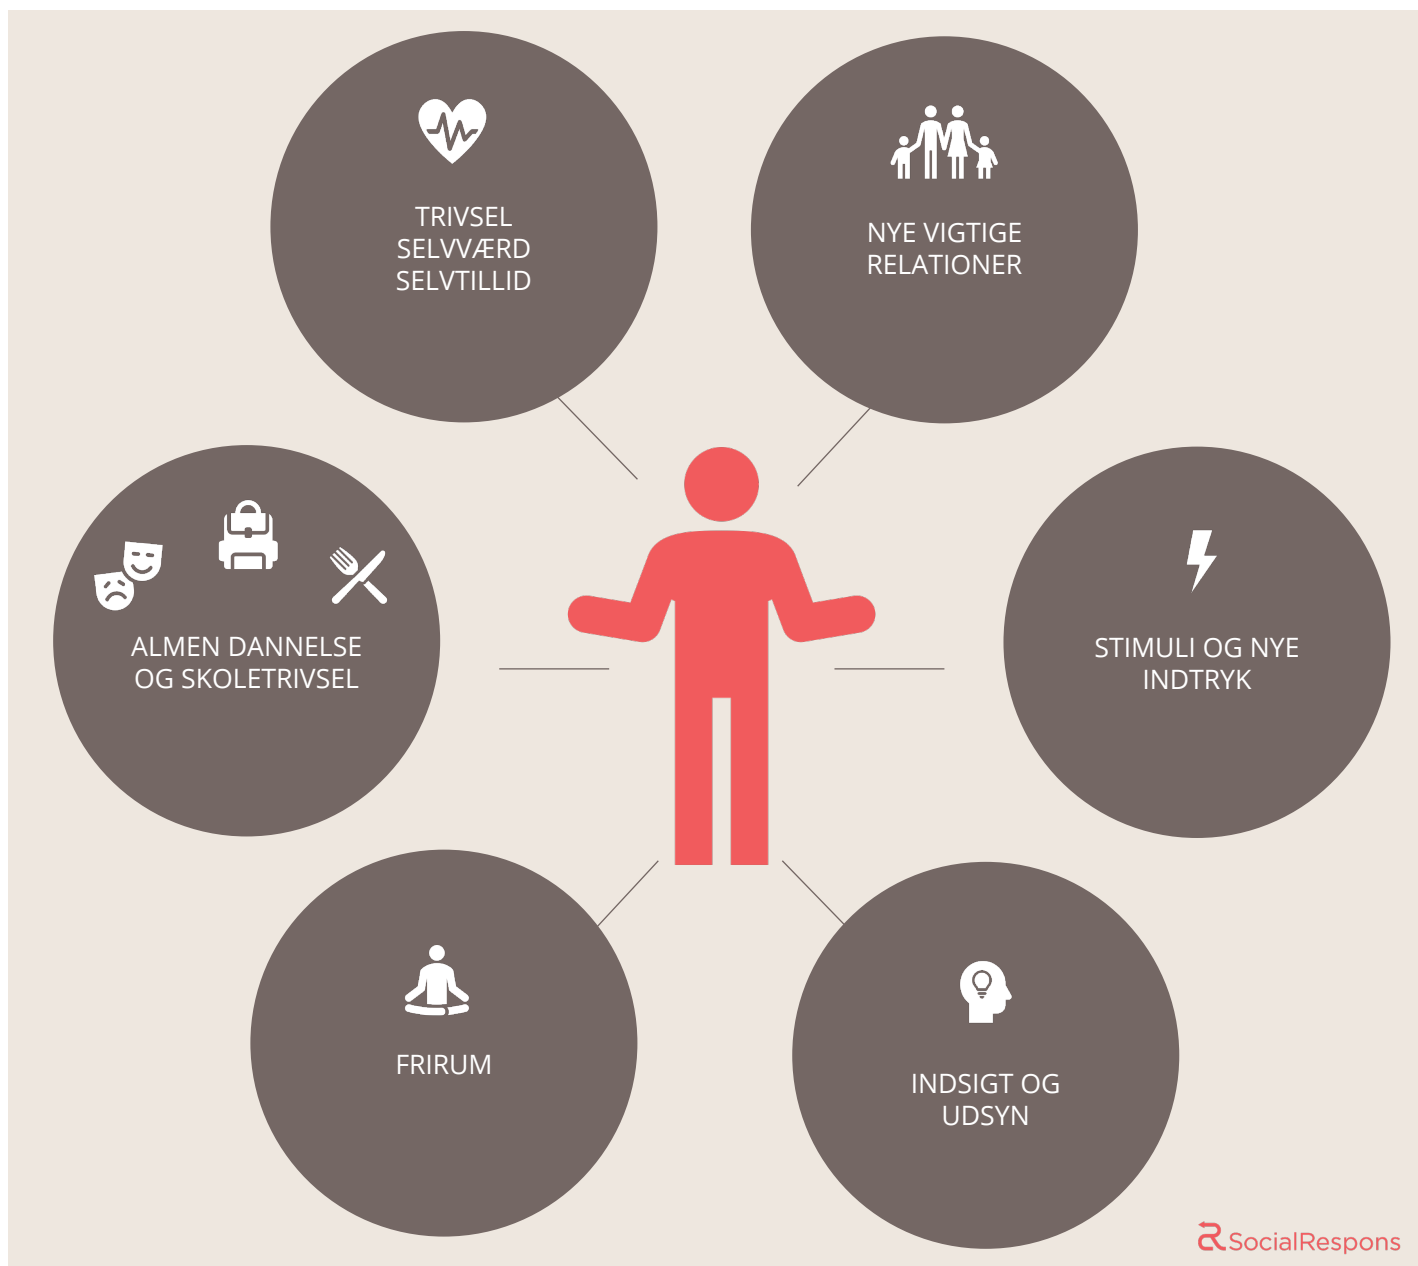 TRIVSEL
SELVVÆRD
SELVTILLID
NYE VIGTIGE
RELATIONER
ALMEN DANNELSE
OG SKOLETRIVSEL
STIMULI OG NYE
INDTRYK
FRIRUM
INDSIGT OG
UDSYN
SocialRespons